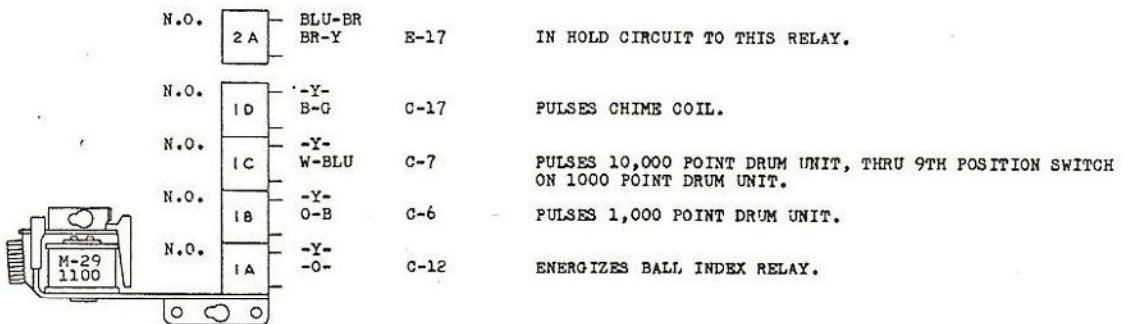 N.O. 2A BLU-BR
BR-Y E-17 IN HOLD CIRCUIT TO THIS RELAY.
N.O. 1D -Y-
B-G C-17 PULSES CHIME COIL.
N.O. 1C -Y-
W-BLU C-7 PULSES 10,000 POINT DRUM UNIT, THRU 9TH POSITION SWITCH
ON 1000 POINT DRUM UNIT.
N.O. 1B -Y-
O-B C-6 PULSES 1,000 POINT DRUM UNIT.
N.O. 1A -Y-
-O- C-12 ENERGIZES BALL INDEX RELAY.
M-29
1100